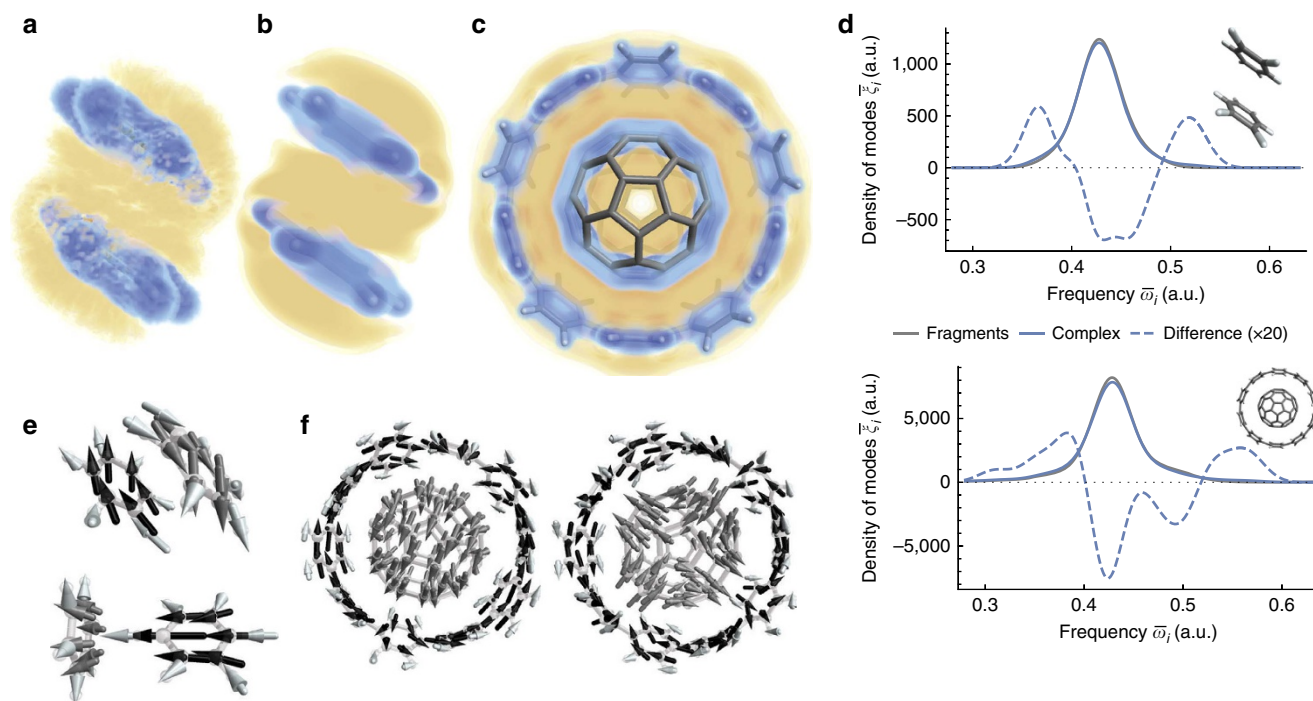 a
b
c
d
Density of modes ξ̅ᵢ (a.u.)
1,000
500
0
−500
0.3 0.4 0.5 0.6
Frequency ω̅ᵢ (a.u.)
Fragments Complex Difference (×20)
Density of modes ξ̅ᵢ (a.u.)
5,000
0
−5,000
0.3 0.4 0.5 0.6
Frequency ω̅ᵢ (a.u.)
e
f